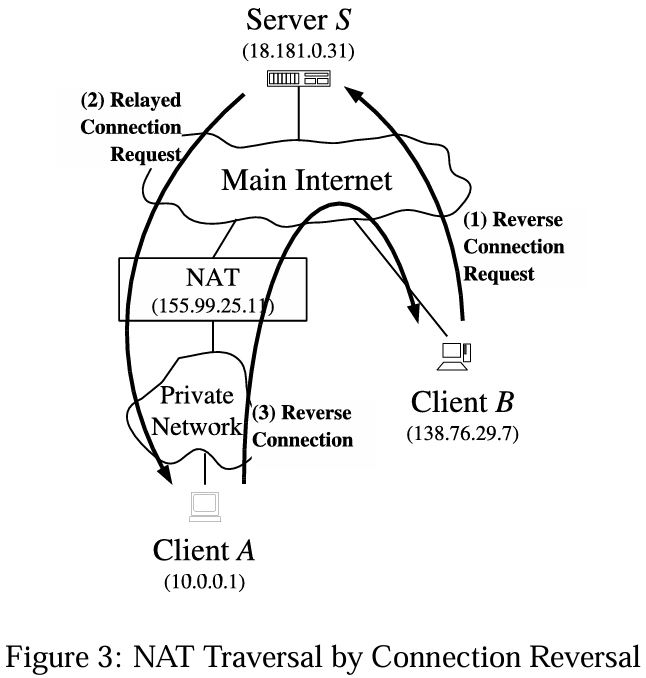 Server S
(18.181.0.31)
(2) Relayed
Connection
Request
Main Internet
(1) Reverse
Connection
Request
NAT
(155.99.25.11)
Private
Network
(3) Reverse
Connection
Client B
(138.76.29.7)
Client A
(10.0.0.1)
Figure 3: NAT Traversal by Connection Reversal